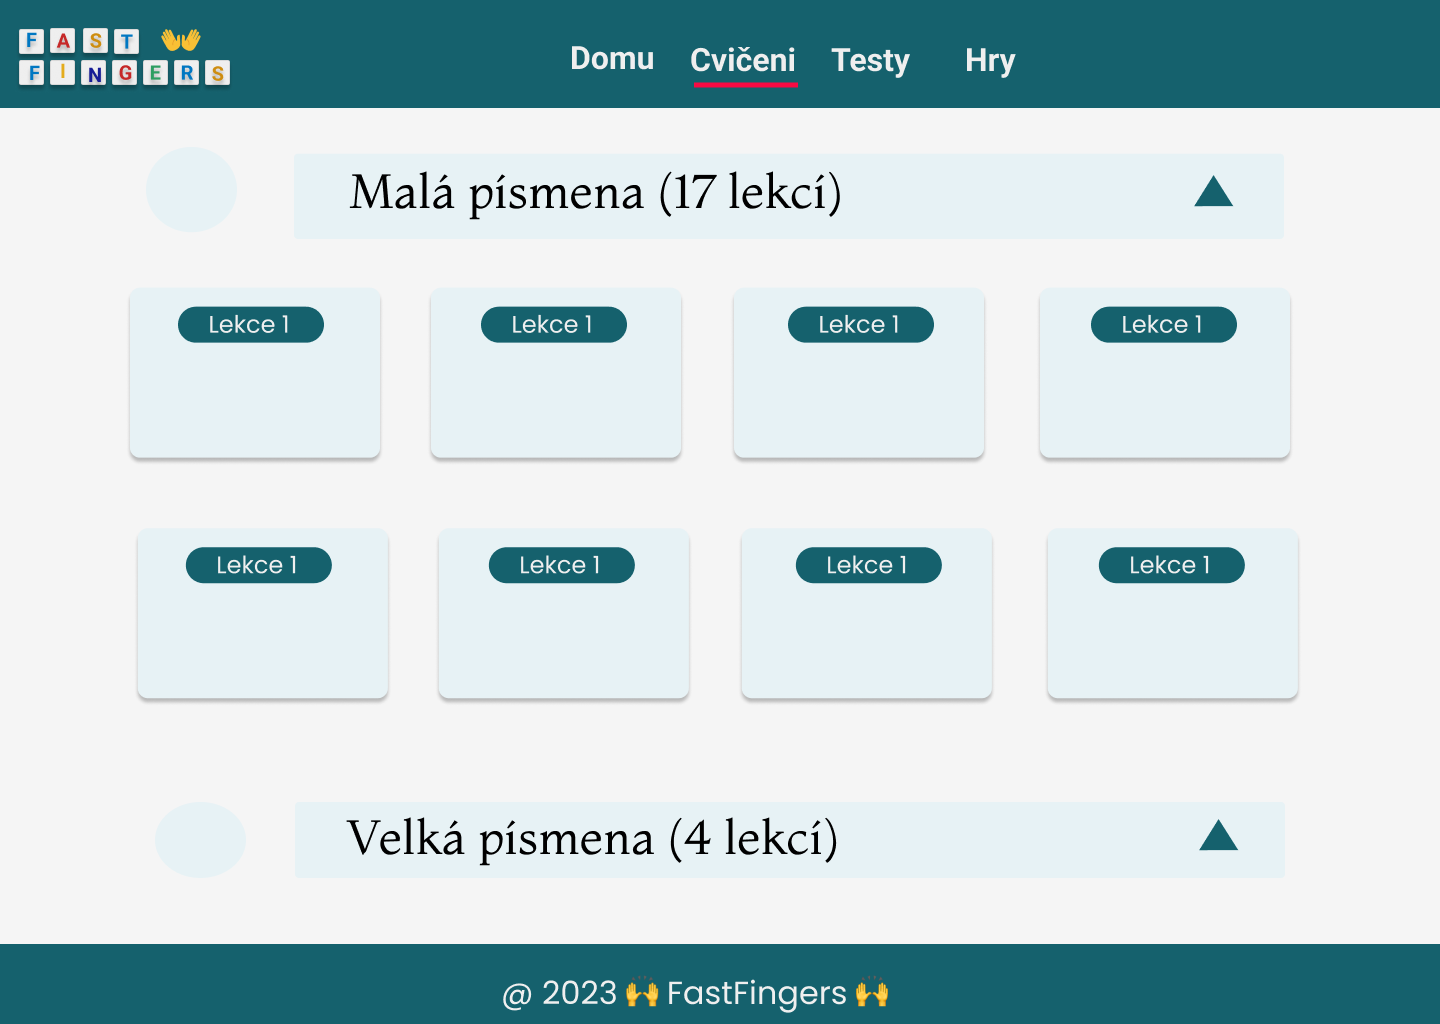 FAST 👐
FINGERS
Domu Cvičeni Testy Hry
Malá písmena (17 lekcí)
Lekce 1 Lekce 1 Lekce 1 Lekce 1
Lekce 1 Lekce 1 Lekce 1 Lekce 1
Velká písmena (4 lekcí)
@ 2023 🙌 FastFingers 🙌